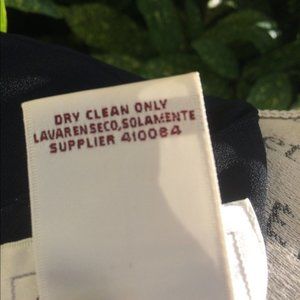 DRY CLEAN ONLY
LAVARENSECO,SOLAMENTE
SUPPLIER 410084